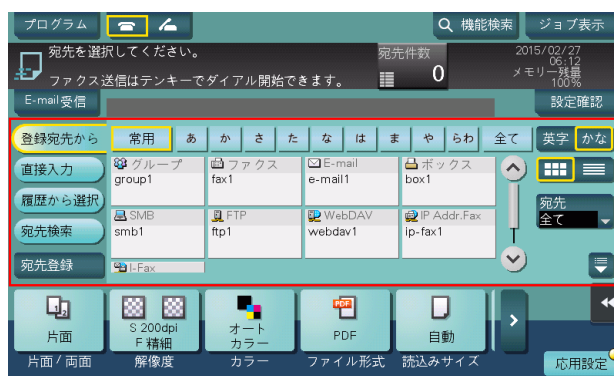 プログラム
機能検索
ジョブ表示
宛先を選択してください。
ファクス送信はテンキーでダイアル開始できます。
宛先件数
0
2015/02/27
06:12
メモリー残量
100%
E-mail受信
設定確認
登録宛先から
常用
あ
か
さ
た
な
は
ま
や
らわ
全て
英字
かな
直接入力
グループ
group1
ファクス
fax1
E-mail
e-mail1
ボックス
box1
履歴から選択
宛先
全て
宛先検索
SMB
smb1
FTP
ftp1
WebDAV
webdav1
IP Addr.Fax
ip-fax1
宛先登録
I-Fax
片面
S 200dpi
F 精細
オート
カラー
PDF
PDF
自動
片面/両面
解像度
カラー
ファイル形式
読込みサイズ
応用設定